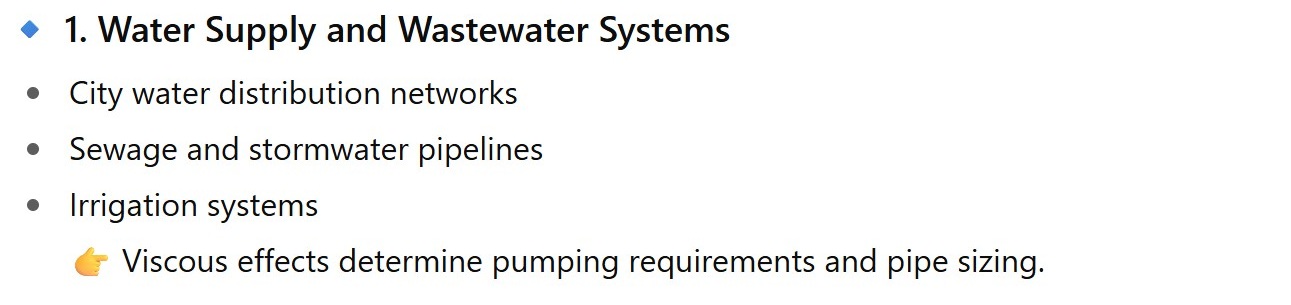 🔹 1. Water Supply and Wastewater Systems
• City water distribution networks
• Sewage and stormwater pipelines
• Irrigation systems
👉 Viscous effects determine pumping requirements and pipe sizing.